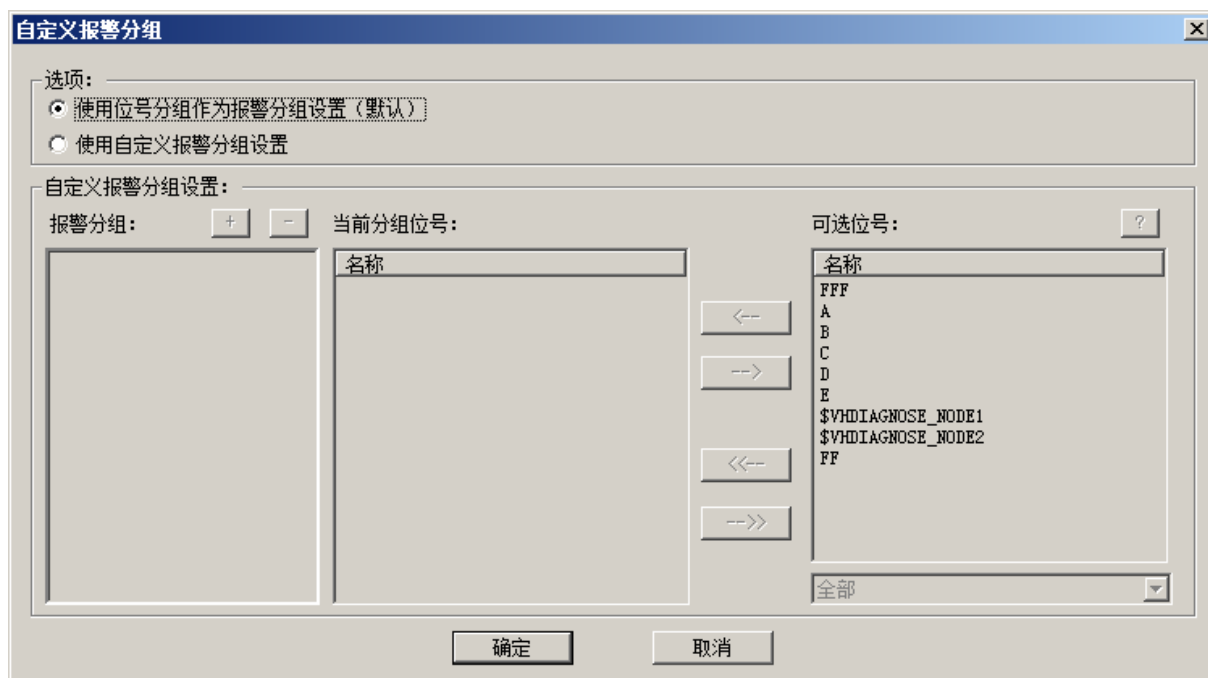 自定义报警分组
选项:
使用位号分组作为报警分组设置(默认)
使用自定义报警分组设置
自定义报警分组设置:
报警分组:
+
-
当前分组位号:
可选位号:
?
名称
名称
FFF
A
B
C
D
E
$VHDIAGNOSE_NODE1
$VHDIAGNOSE_NODE2
FF
<--
-->
<<--
-->>
全部
确定
取消